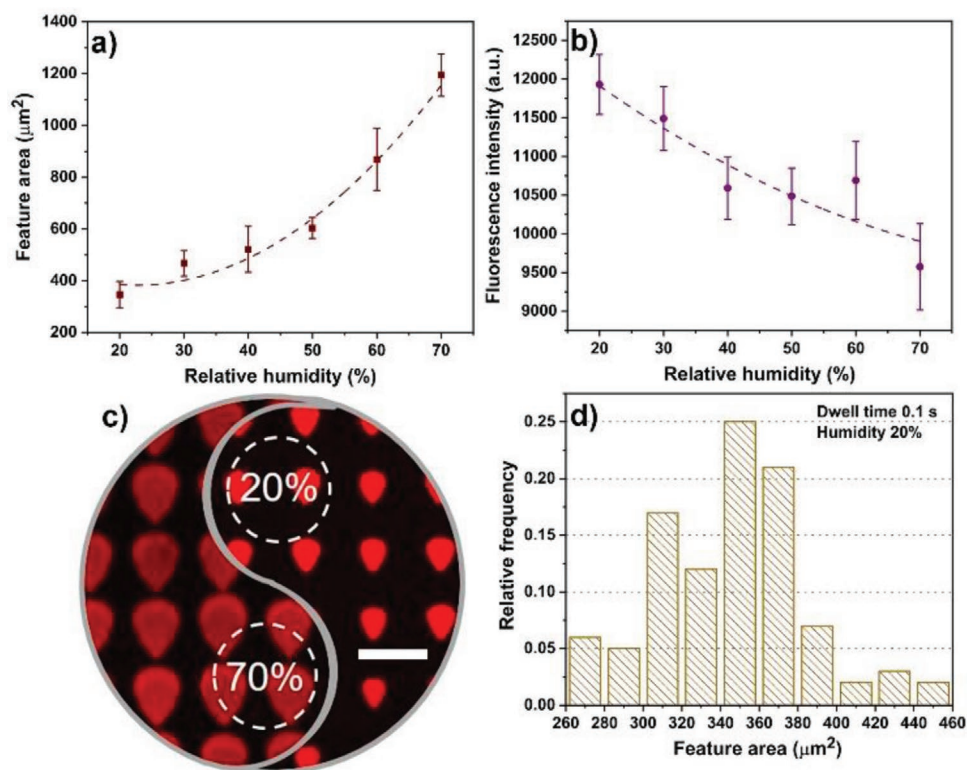 a)
Feature area (μm²)
1400
1200
1000
800
600
400
200
20 30 40 50 60 70
Relative humidity (%)
b)
Fluorescence intensity (a.u.)
12500
12000
11500
11000
10500
10000
9500
9000
20 30 40 50 60 70
Relative humidity (%)
c)
20%
70%
d)
Dwell time 0.1 s
Humidity 20%
Relative frequency
0.25
0.20
0.15
0.10
0.05
0.00
260 280 300 320 340 360 380 400 420 440 460
Feature area (μm²)